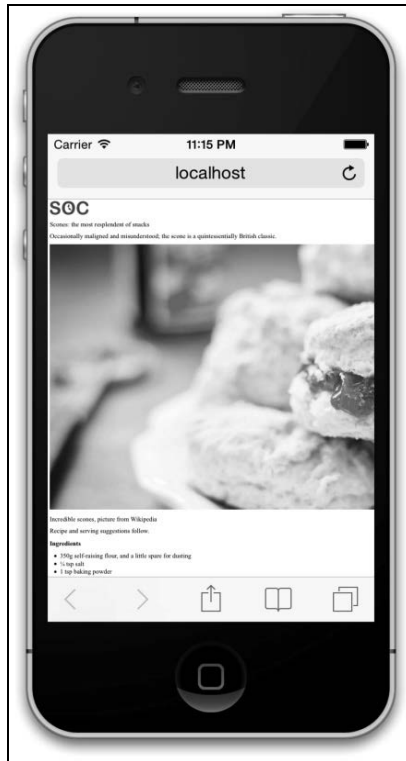 Carrier 11:15 PM
localhost
SOC
Scones: the most resplendent of snacks
Occasionally maligned and misunderstood, the scone is a quintessentially British classic.
Incredible scones, picture from Wikipedia
Recipe and serving suggestions follow.
Ingredients
• 350g self-raising flour, and a little spare for dusting
• ¼ tsp salt
• 1 tsp baking powder